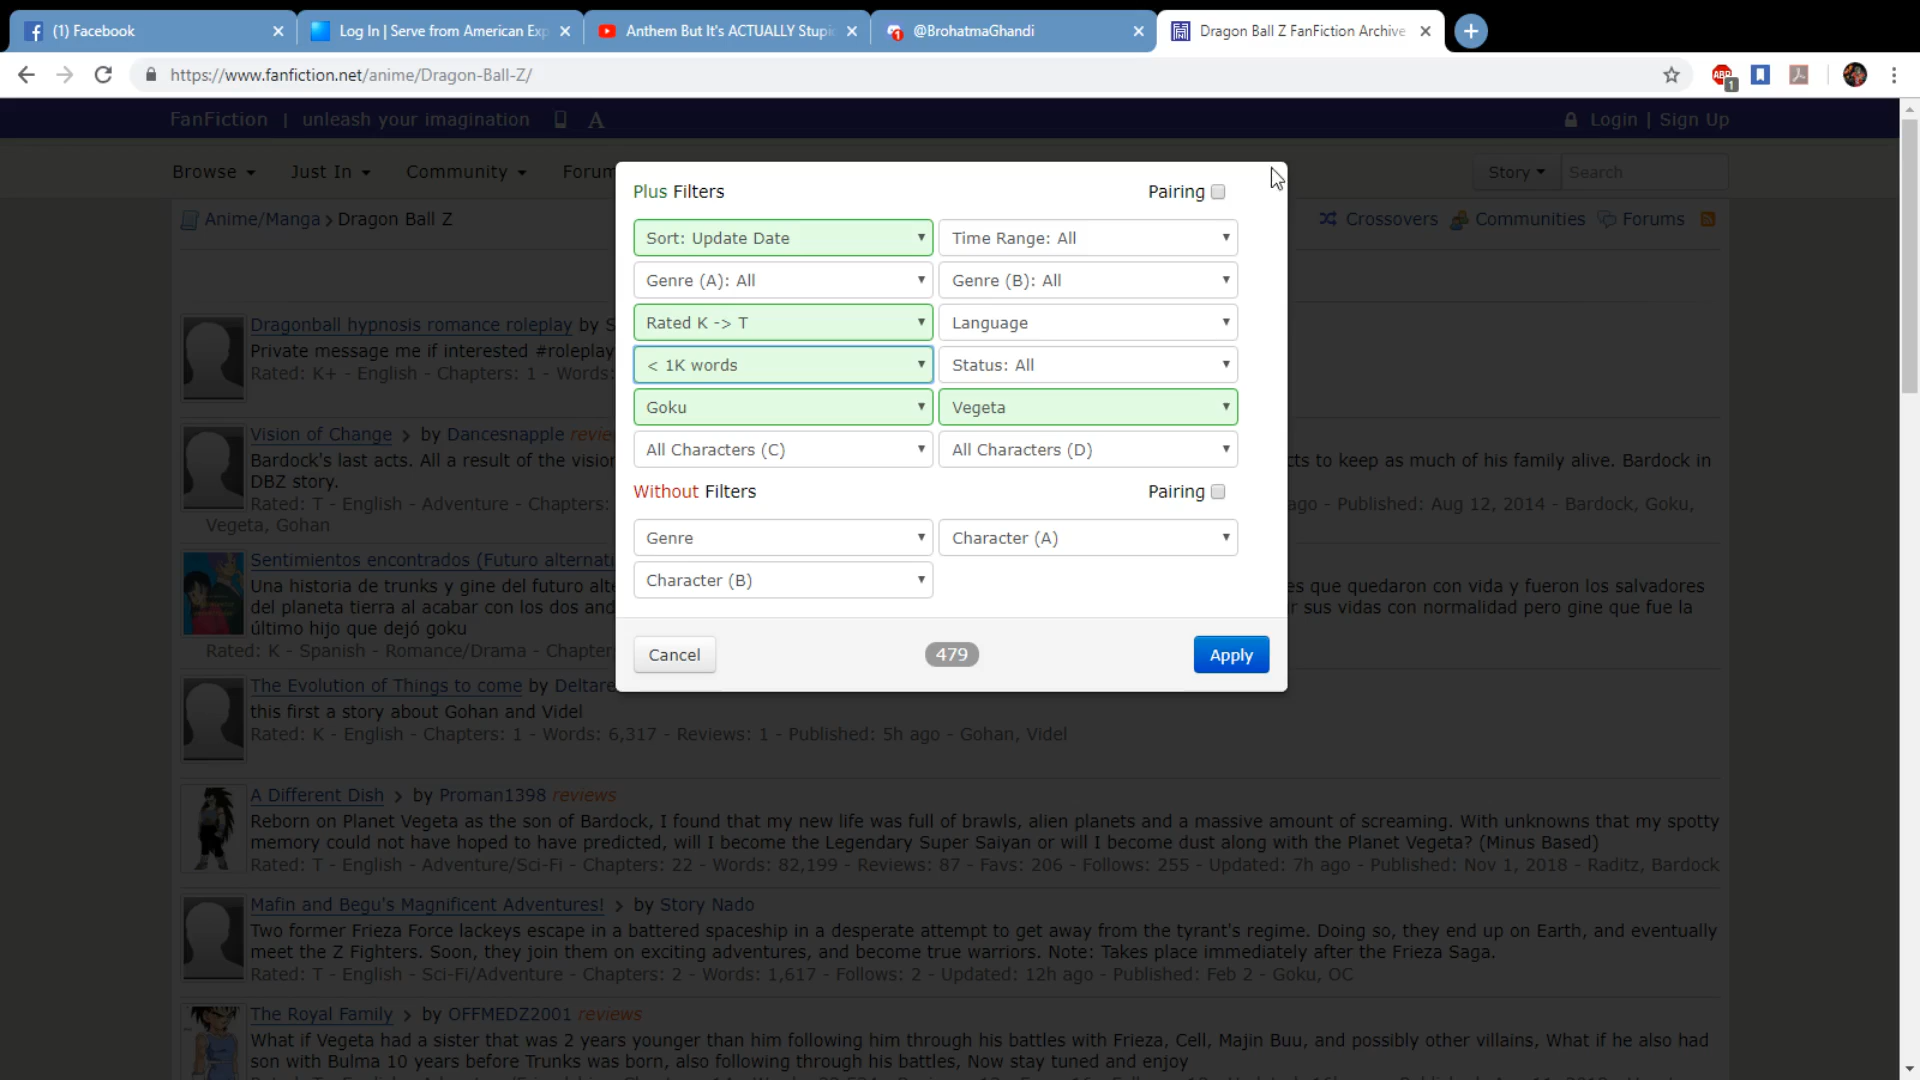 (1) Facebook
Log In | Serve from American Exp
Anthem But It's ACTUALLY Stupi
@BrohatmaGhandi
Dragon Ball Z FanFiction Archive
https://www.fanfiction.net/anime/Dragon-Ball-Z/
ABP
1
FanFiction | unleash your imagination A
Login | Sign Up
Browse Just In Community Forum
Story Search
Anime/Manga › Dragon Ball Z
Crossovers Communities Forums
Plus Filters Pairing
Sort: Update Date Time Range: All
Genre (A): All Genre (B): All
Rated K -> T Language
< 1K words Status: All
Goku Vegeta
All Characters (C) All Characters (D)
Without Filters Pairing
Genre Character (A)
Character (B)
Cancel 479 Apply
Dragonball hypnosis romance roleplay by S
Private message me if interested #roleplay
Rated: K+ - English - Chapters: 1 - Words:
Vision of Change › by Dancesnapple revie
Bardock's last acts. All a result of the vision cts to keep as much of his family alive. Bardock in
DBZ story.
Rated: T - English - Adventure - Chapters: ago - Published: Aug 12, 2014 - Bardock, Goku,
Vegeta, Gohan
Sentimientos encontrados (Futuro alternati
Una historia de trunks y gine del futuro alte es que quedaron con vida y fueron los salvadores
del planeta tierra al acabar con los dos and ir sus vidas con normalidad pero gine que fue la
último hijo que dejó goku
Rated: K - Spanish - Romance/Drama - Chapter
The Evolution of Things to come by Deltare
this first a story about Gohan and Videl
Rated: K - English - Chapters: 1 - Words: 6,317 - Reviews: 1 - Published: 5h ago - Gohan, Videl
A Different Dish › by Proman1398 reviews
Reborn on Planet Vegeta as the son of Bardock, I found that my new life was full of brawls, alien planets and a massive amount of screaming. With unknowns that my spotty
memory could not have hoped to have predicted, will I become the Legendary Super Saiyan or will I become dust along with the Planet Vegeta? (Minus Based)
Rated: T - English - Adventure/Sci-Fi - Chapters: 22 - Words: 82,199 - Reviews: 87 - Favs: 206 - Follows: 255 - Updated: 7h ago - Published: Nov 1, 2018 - Raditz, Bardock
Mafin and Begu's Magnificent Adventures! › by Story Nado
Two former Frieza Force lackeys escape in a battered spaceship in a desperate attempt to get away from the tyrant's regime. Doing so, they end up on Earth, and eventually
meet the Z Fighters. Soon, they join them on exciting adventures, and become true warriors. Note: Takes place immediately after the Frieza Saga.
Rated: T - English - Sci-Fi/Adventure - Chapters: 2 - Words: 1,617 - Follows: 2 - Updated: 12h ago - Published: Feb 2 - Goku, OC
The Royal Family › by OFFMEDZ2001 reviews
What if Vegeta had a sister that was 2 years younger than him following him through his battles with Frieza, Cell, Majin Buu, and possibly other villains, What if he also had
son with Bulma 10 years before Trunks was born, also following through his battles, Now stay tuned and enjoy